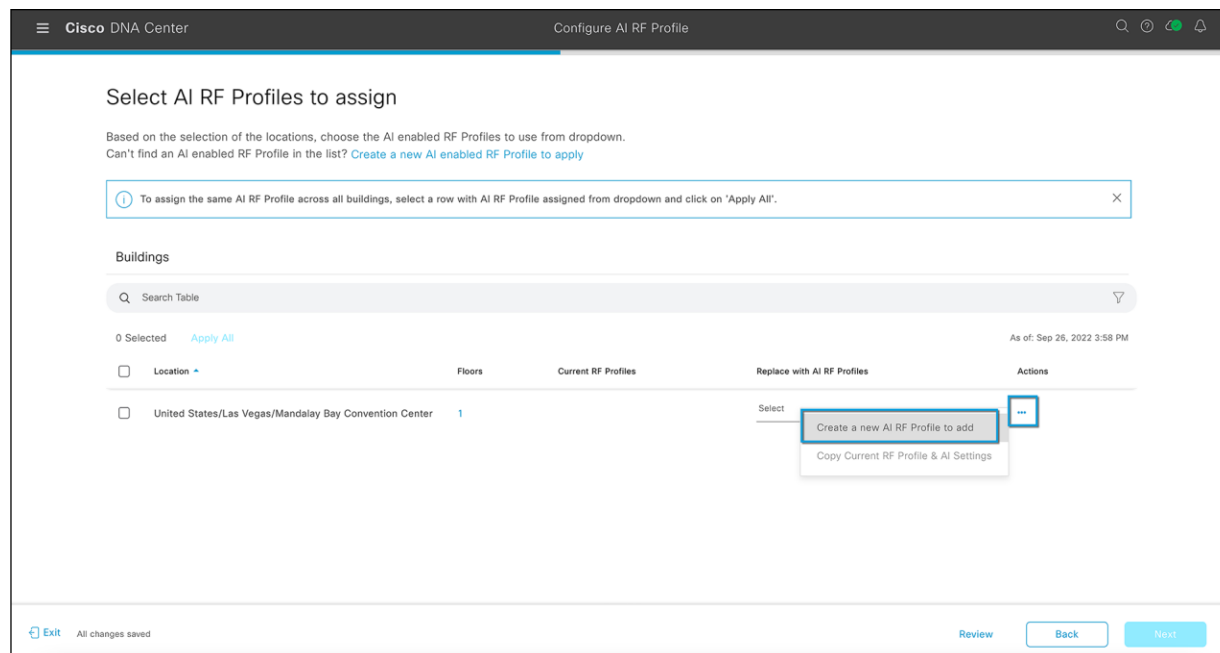 Cisco DNA Center
Configure AI RF Profile
Select AI RF Profiles to assign
Based on the selection of the locations, choose the AI enabled RF Profiles to use from dropdown.
Can't find an AI enabled RF Profile in the list? Create a new AI enabled RF Profile to apply
To assign the same AI RF Profile across all buildings, select a row with AI RF Profile assigned from dropdown and click on 'Apply All'.
Buildings
Search Table
0 Selected Apply All As of: Sep 26, 2022 3:58 PM
Location Floors Current RF Profiles Replace with AI RF Profiles Actions
United States/Las Vegas/Mandalay Bay Convention Center 1 Select
Create a new AI RF Profile to add
Copy Current RF Profile & AI Settings
Exit All changes saved Review Back Next